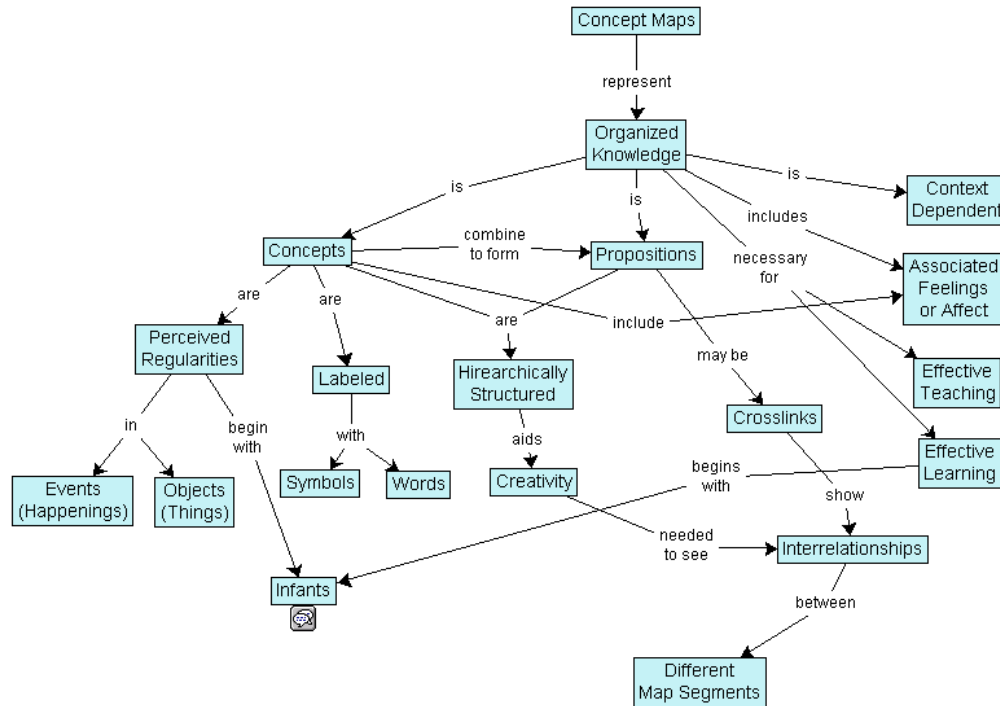 Concept Maps
represent
Organized
Knowledge
is
is
is
Context
Dependent
includes
Concepts
combine
to form
Propositions
necessary
for
Associated
Feelings
or Affect
are
are
are
include
Perceived
Regularities
Labeled
Hirearchically
Structured
may be
Effective
Teaching
Crosslinks
in
begin
with
with
aids
Effective
Learning
Events
(Happenings)
Objects
(Things)
Symbols
Words
Creativity
begins
with
show
needed
to see
Interrelationships
Infants
between
Different
Map Segments